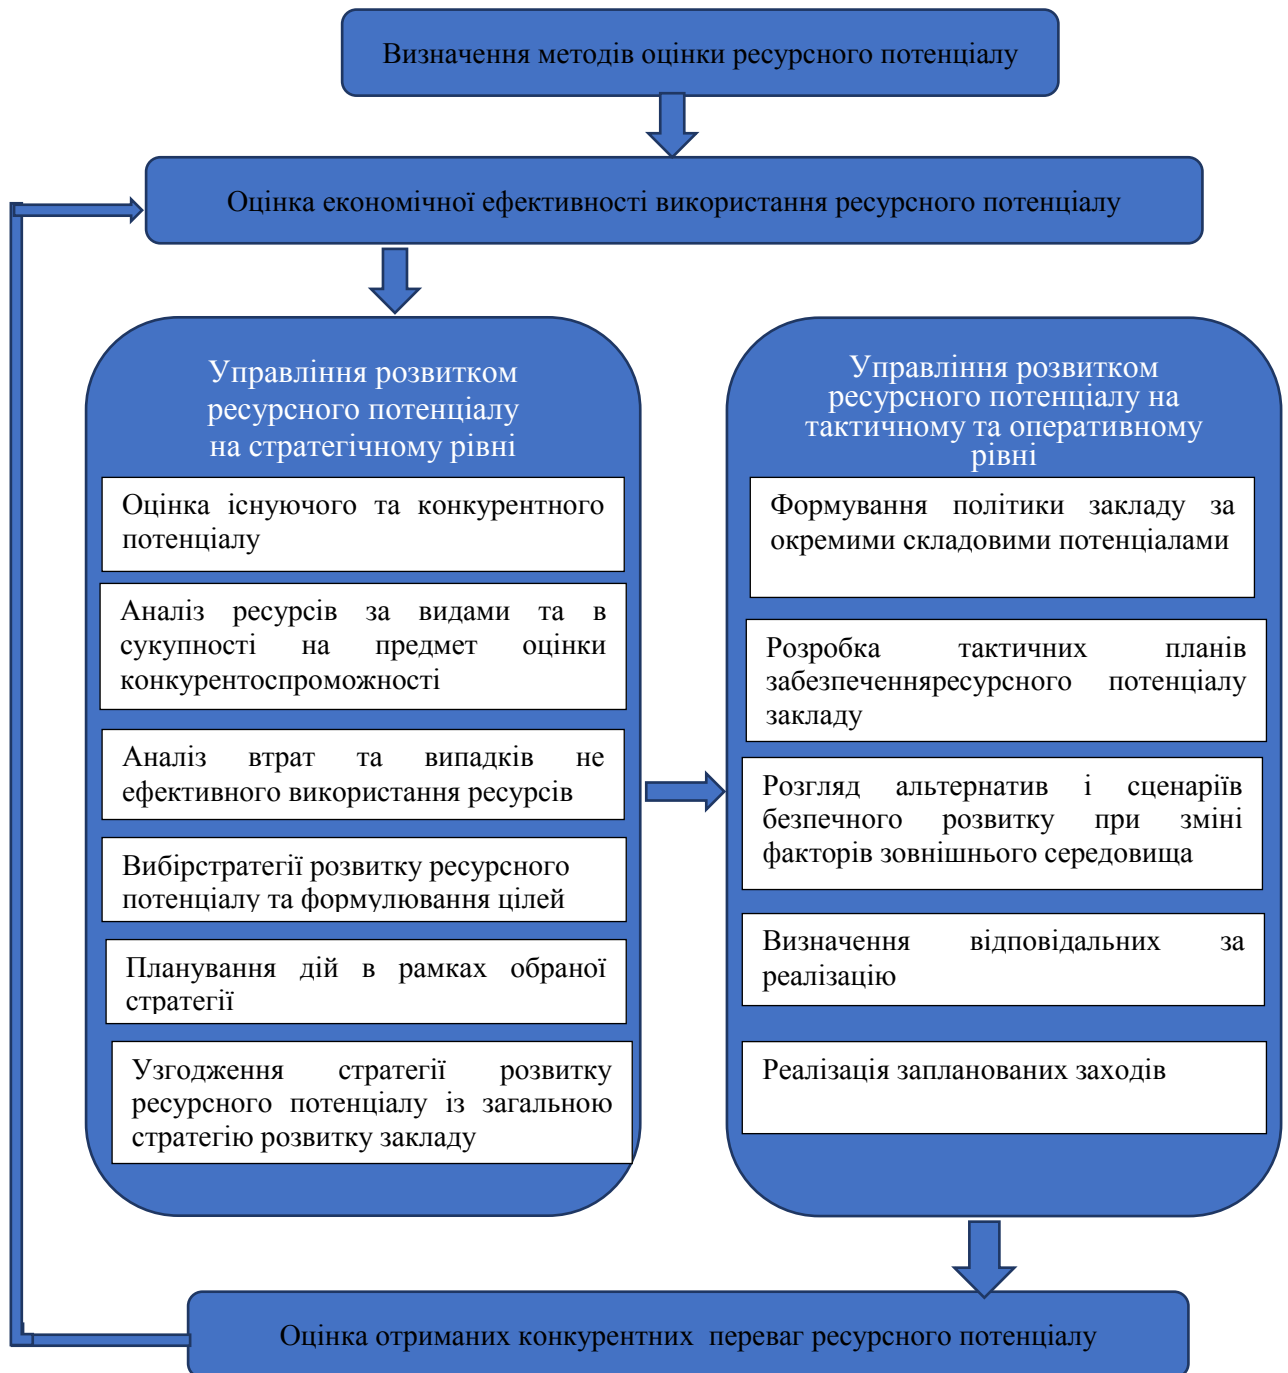 Визначення методів оцінки ресурсного потенціалу
Оцінка економічної ефективності використання ресурсного потенціалу
Управління розвитком
ресурсного потенціалу
на стратегічному рівні
Оцінка існуючого та конкурентного
потенціалу
Аналіз ресурсів за видами та в
сукупності на предмет оцінки
конкурентоспроможності
Аналіз втрат та випадків не
ефективного використання ресурсів
Вибірстратегії розвитку ресурсного
потенціалу та формулювання цілей
Планування дій в рамках обраної
стратегії
Узгодження стратегії розвитку
ресурсного потенціалу із загальною
стратегію розвитку закладу
Управління розвитком
ресурсного потенціалу на
тактичному та оперативному
рівні
Формування політики закладу за
окремими складовими потенціалами
Розробка тактичних планів
забезпеченняресурсного потенціалу
закладу
Розгляд альтернатив і сценаріїв
безпечного розвитку при зміні
факторів зовнішнього середовища
Визначення відповідальних за
реалізацію
Реалізація запланованих заходів
Оцінка отриманих конкурентних переваг ресурсного потенціалу